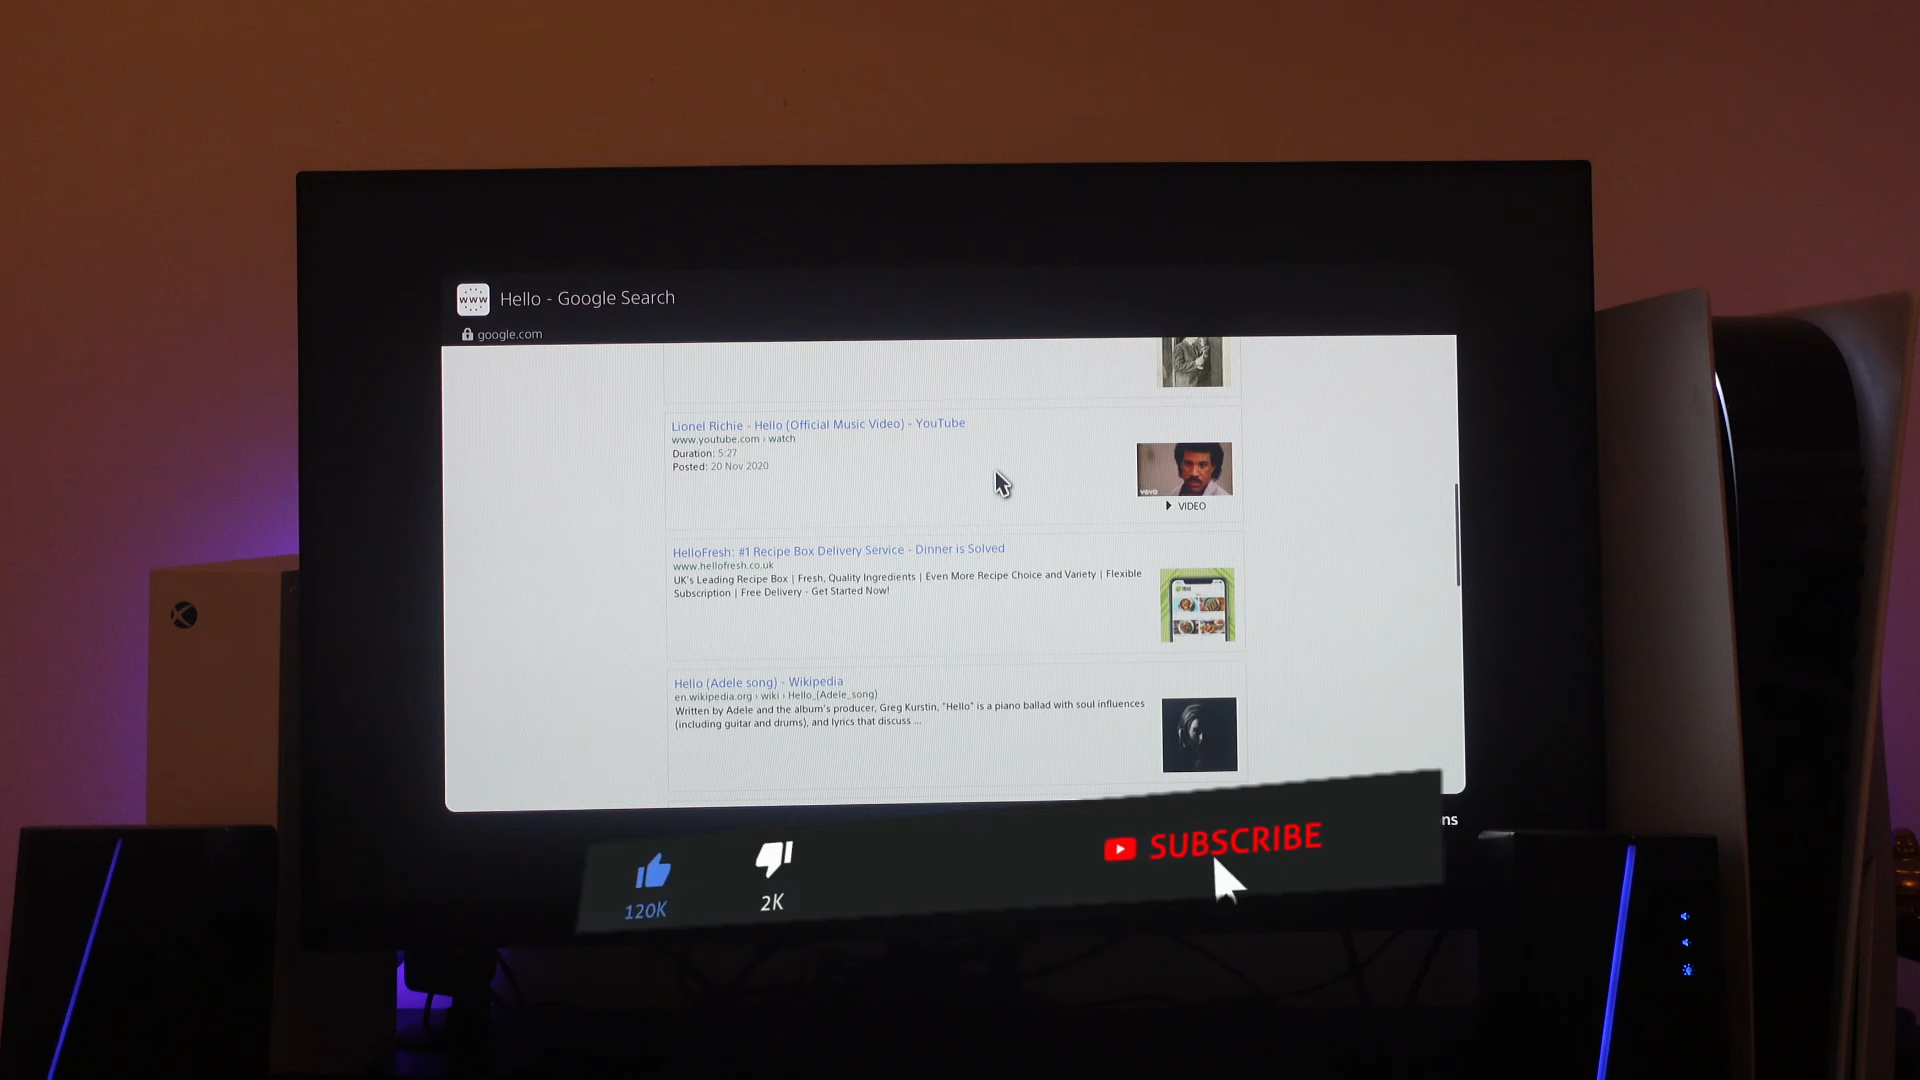 www
Hello - Google Search
google.com
Lionel Richie - Hello (Official Music Video) - YouTube
www.youtube.com › watch
Duration: 5:27
Posted: 20 Nov 2020
vevo
VIDEO
HelloFresh: #1 Recipe Box Delivery Service - Dinner is Solved
www.hellofresh.co.uk
UK's Leading Recipe Box | Fresh, Quality Ingredients | Even More Recipe Choice and Variety | Flexible
Subscription | Free Delivery - Get Started Now!
Hello (Adele song) - Wikipedia
en.wikipedia.org › wiki › Hello_(Adele_song)
Written by Adele and the album's producer, Greg Kurstin, "Hello" is a piano ballad with soul influences
(including guitar and drums), and lyrics that discuss ...
ns
SUBSCRIBE
120K
2K